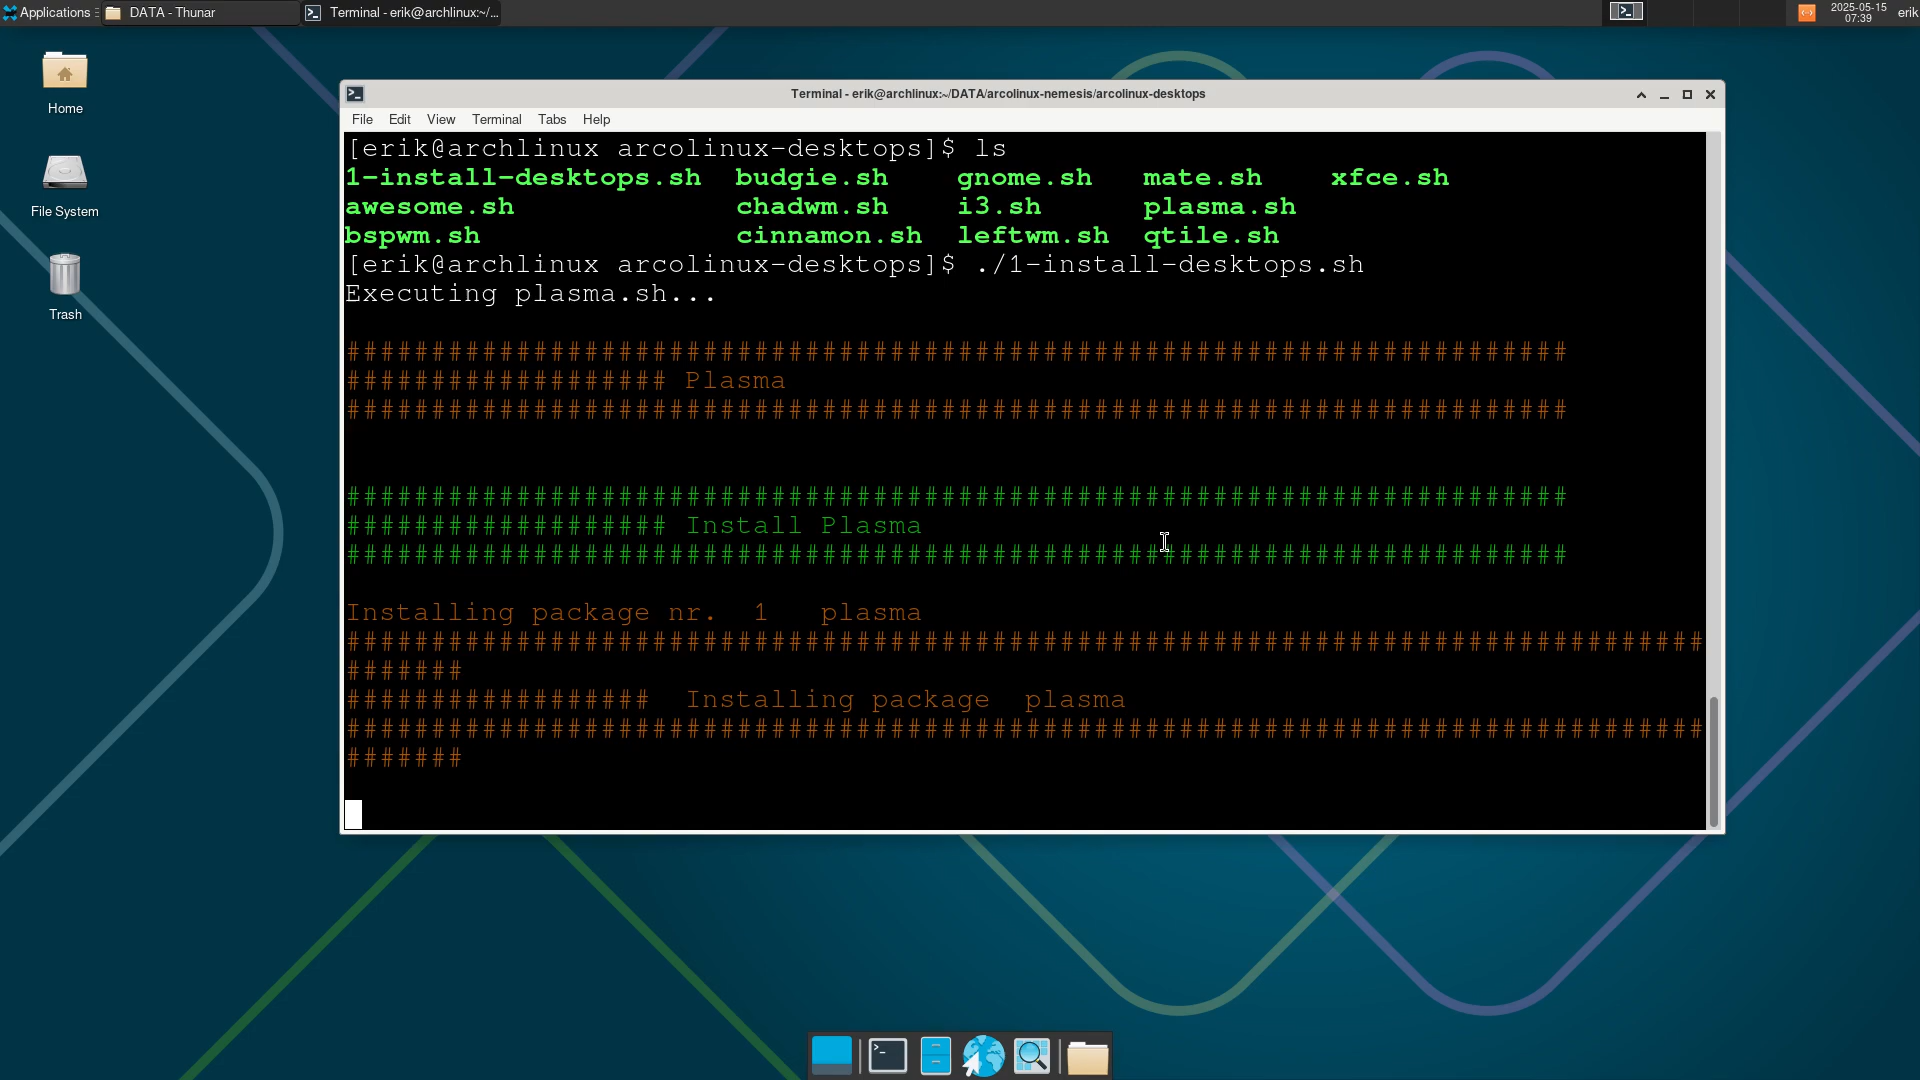 Applications
DATA - Thunar
Terminal - erik@archlinux:~/...
2025-05-15
07:39
erik
Home
File System
Trash
Terminal - erik@archlinux:~/DATA/arcolinux-nemesis/arcolinux-desktops
File Edit View Terminal Tabs Help
[erik@archlinux arcolinux-desktops]$ ls
1-install-desktops.sh budgie.sh gnome.sh mate.sh xfce.sh
awesome.sh chadwm.sh i3.sh plasma.sh
bspwm.sh cinnamon.sh leftwm.sh qtile.sh
[erik@archlinux arcolinux-desktops]$ ./1-install-desktops.sh
Executing plasma.sh...
########################################################################
################### Plasma
########################################################################
########################################################################
################### Install Plasma
########################################################################
Installing package nr. 1 plasma
################################################################################
#######
################## Installing package plasma
################################################################################
#######